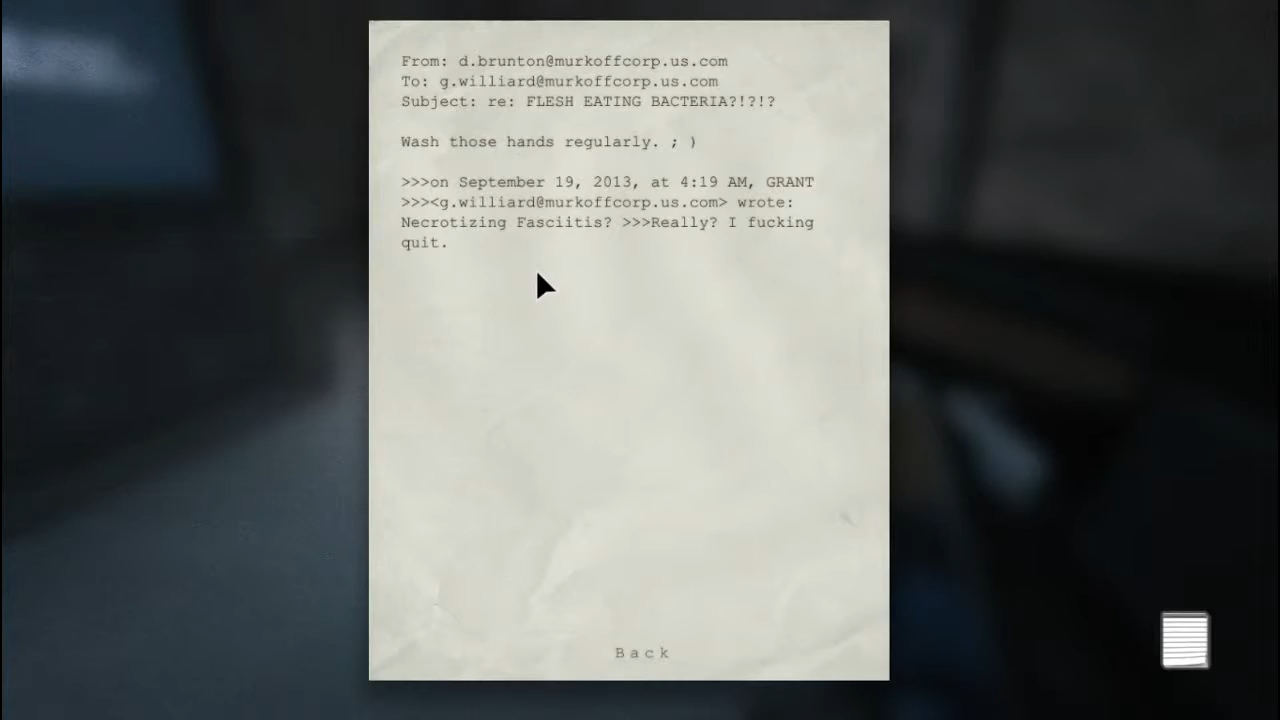 From: d.brunton@murkoffcorp.us.com
To: g.williard@murkoffcorp.us.com
Subject: re: FLESH EATING BACTERIA?!?!?
Wash those hands regularly. ; )
>>>on September 19, 2013, at 4:19 AM, GRANT
>>><g.williard@murkoffcorp.us.com> wrote:
Necrotizing Fasciitis? >>>Really? I fucking
quit.
Back